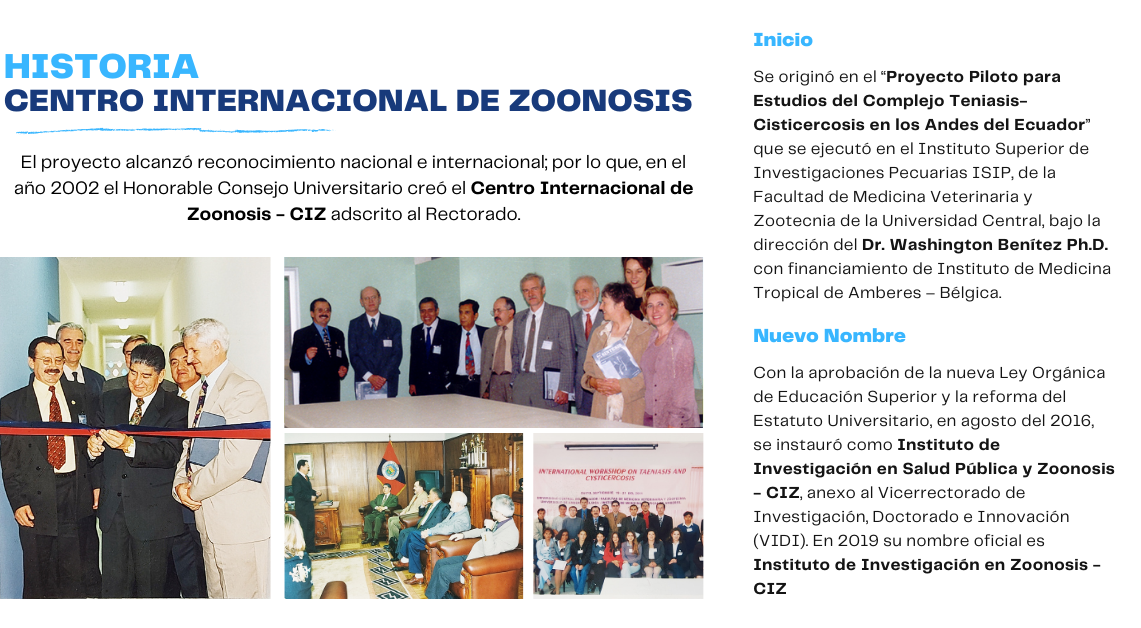 HISTORIA
CENTRO INTERNACIONAL DE ZOONOSIS
El proyecto alcanzó reconocimiento nacional e internacional; por lo que, en el
año 2002 el Honorable Consejo Universitario creó el Centro Internacional de
Zoonosis - CIZ adscrito al Rectorado.
INTERNATIONAL WORKSHOP ON TAENIASIS AND
CYSTICERCOSIS
Inicio
Se originó en el “Proyecto Piloto para
Estudios del Complejo Teniasis-
Cisticercosis en los Andes del Ecuador”
que se ejecutó en el Instituto Superior de
Investigaciones Pecuarias ISIP, de la
Facultad de Medicina Veterinaria y
Zootecnia de la Universidad Central, bajo la
dirección del Dr. Washington Benítez Ph.D.
con financiamiento de Instituto de Medicina
Tropical de Amberes – Bélgica.
Nuevo Nombre
Con la aprobación de la nueva Ley Orgánica
de Educación Superior y la reforma del
Estatuto Universitario, en agosto del 2016,
se instauró como Instituto de
Investigación en Salud Pública y Zoonosis
- CIZ, anexo al Vicerrectorado de
Investigación, Doctorado e Innovación
(VIDI). En 2019 su nombre oficial es
Instituto de Investigación en Zoonosis -
CIZ